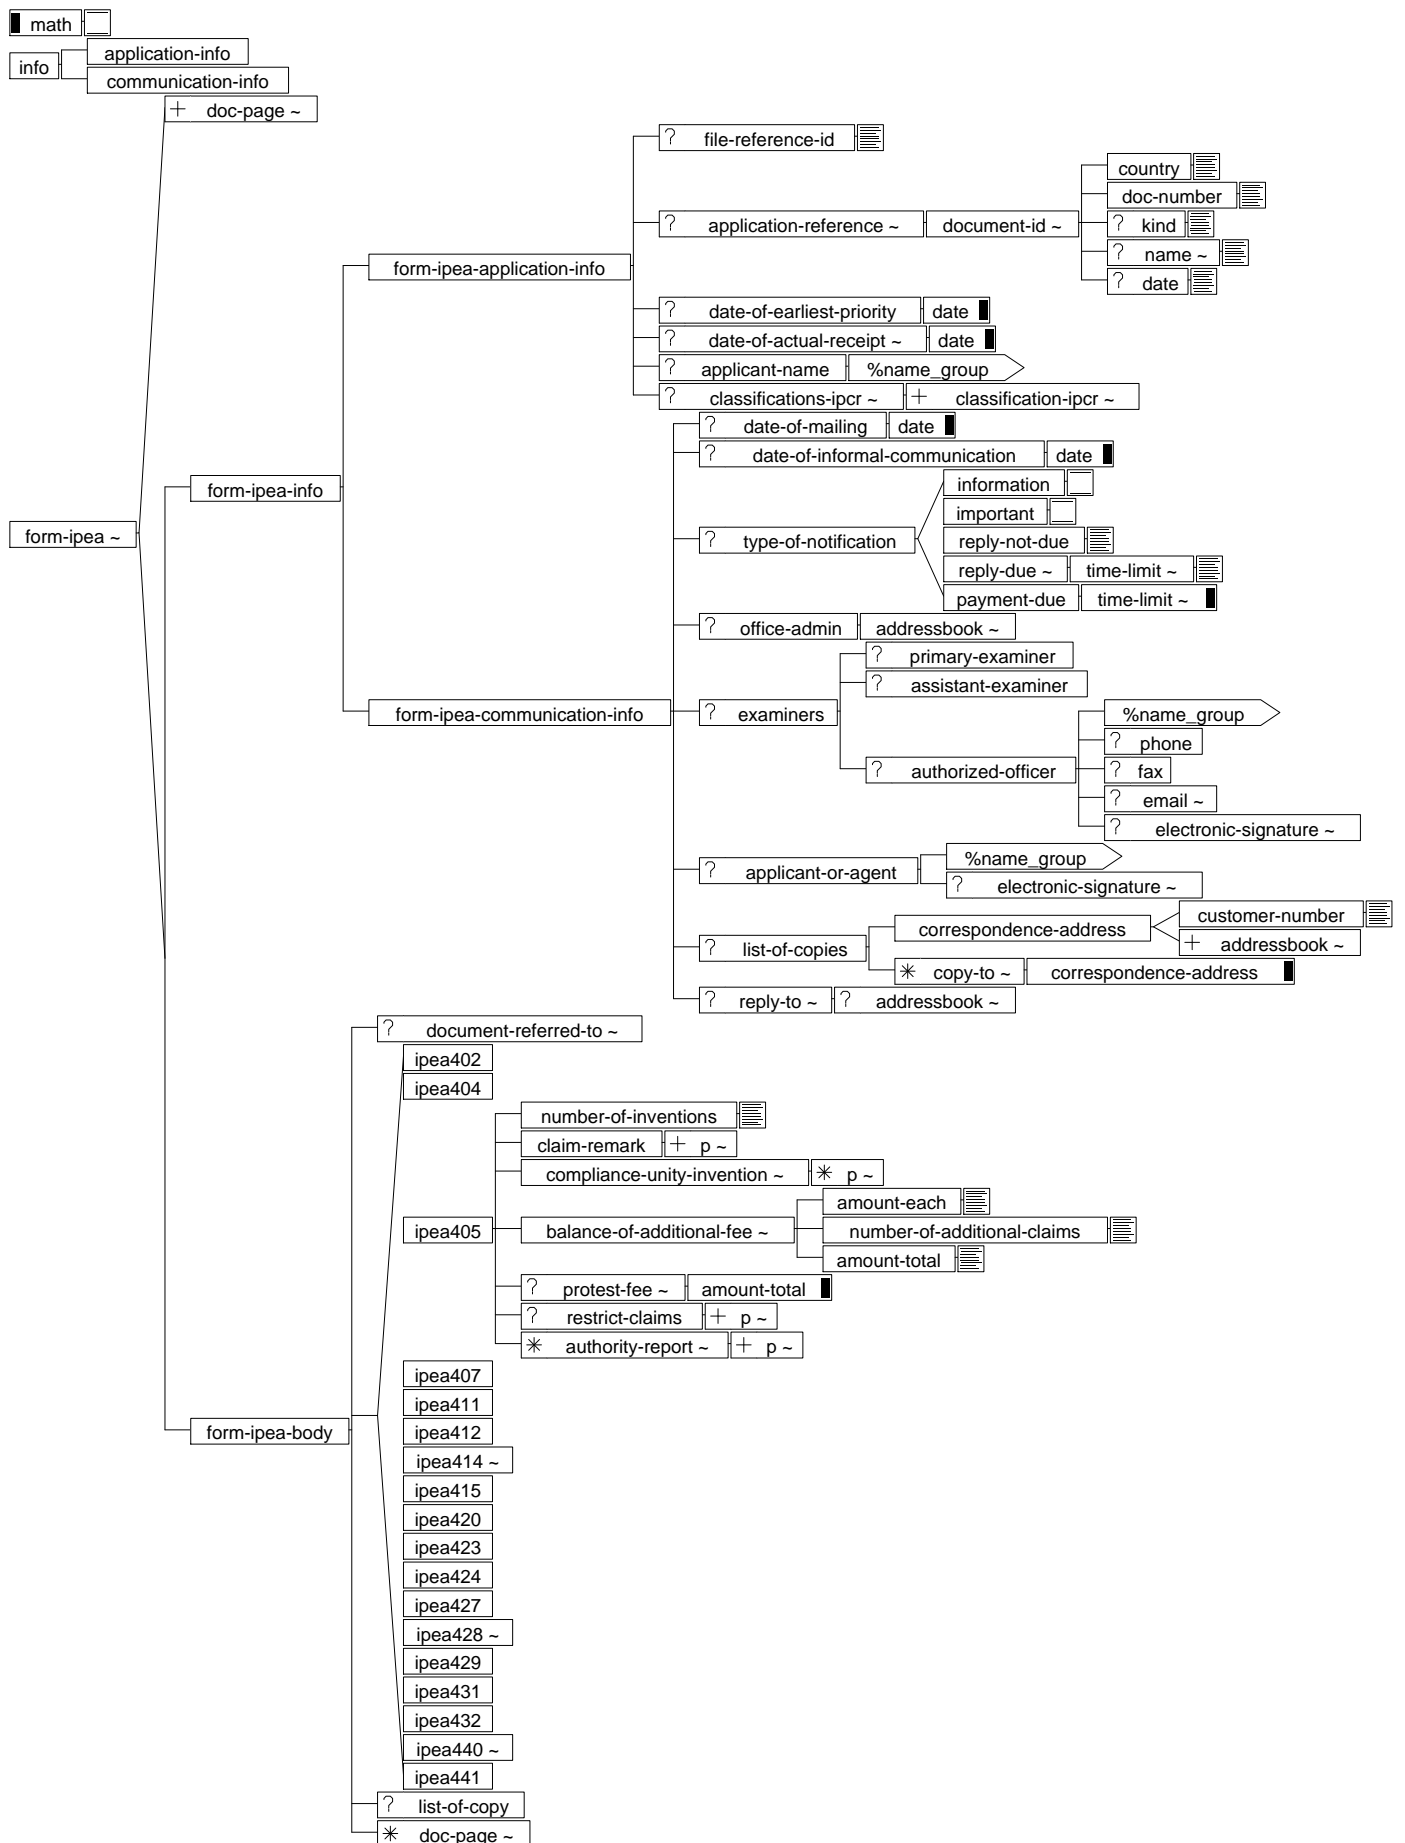 math
application-info
info
communication-info
+ doc-page ~
? file-reference-id
country
doc-number
? application-reference ~ document-id ~ ? kind
? name ~
form-ipea-application-info
? date
? date-of-earliest-priority date
? date-of-actual-receipt ~ date
? applicant-name %name_group
? classifications-ipcr ~ + classification-ipcr ~
? date-of-mailing date
? date-of-informal-communication date
information
form-ipea-info
important
form-ipea ~
? type-of-notification reply-not-due
reply-due ~ time-limit ~
payment-due time-limit ~
? office-admin addressbook ~
? primary-examiner
? assistant-examiner
form-ipea-communication-info ? examiners %name_group
? phone
? authorized-officer ? fax
? email ~
? electronic-signature ~
%name_group
? applicant-or-agent
? electronic-signature ~
customer-number
correspondence-address
+ addressbook ~
? list-of-copies
* copy-to ~ correspondence-address
? reply-to ~ ? addressbook ~
? document-referred-to ~
ipea402
ipea404
number-of-inventions
claim-remark + p ~
compliance-unity-invention ~ * p ~
amount-each
ipea405 balance-of-additional-fee ~ number-of-additional-claims
amount-total
? protest-fee ~ amount-total
? restrict-claims + p ~
* authority-report ~ + p ~
ipea407
ipea411
form-ipea-body ipea412
ipea414 ~
ipea415
ipea420
ipea423
ipea424
ipea427
ipea428 ~
ipea429
ipea431
ipea432
ipea440 ~
ipea441
? list-of-copy
* doc-page ~